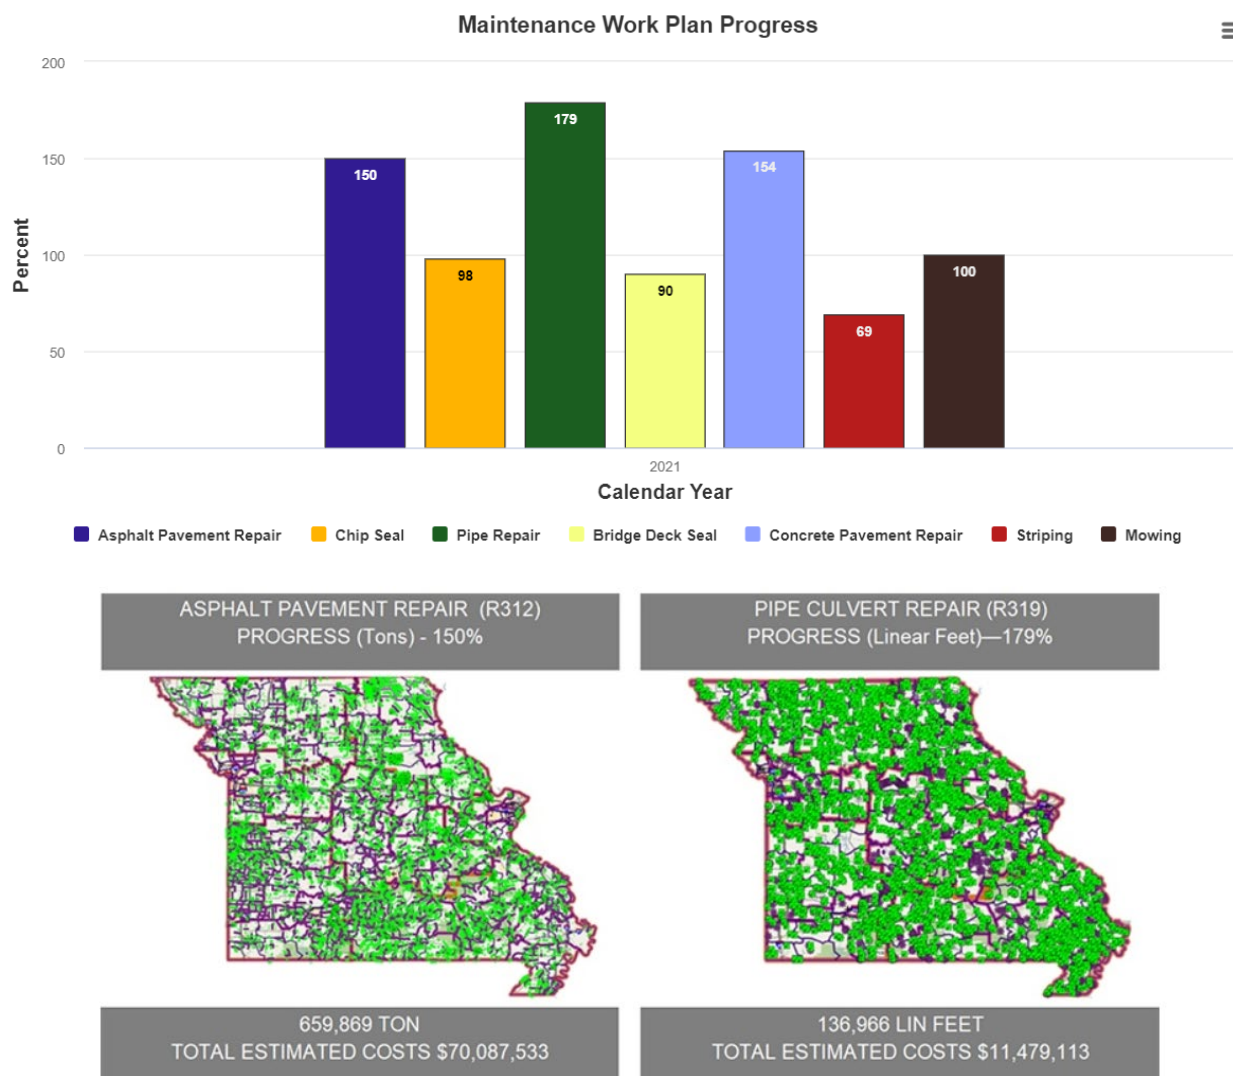 Maintenance Work Plan Progress
200
150
100
50
0
Percent
150
98
179
90
154
69
100
2021
Calendar Year
Asphalt Pavement Repair Chip Seal Pipe Repair Bridge Deck Seal Concrete Pavement Repair Striping Mowing
ASPHALT PAVEMENT REPAIR (R312)
PROGRESS (Tons) - 150%
PIPE CULVERT REPAIR (R319)
PROGRESS (Linear Feet)—179%
659,869 TON
TOTAL ESTIMATED COSTS $70,087,533
136,966 LIN FEET
TOTAL ESTIMATED COSTS $11,479,113